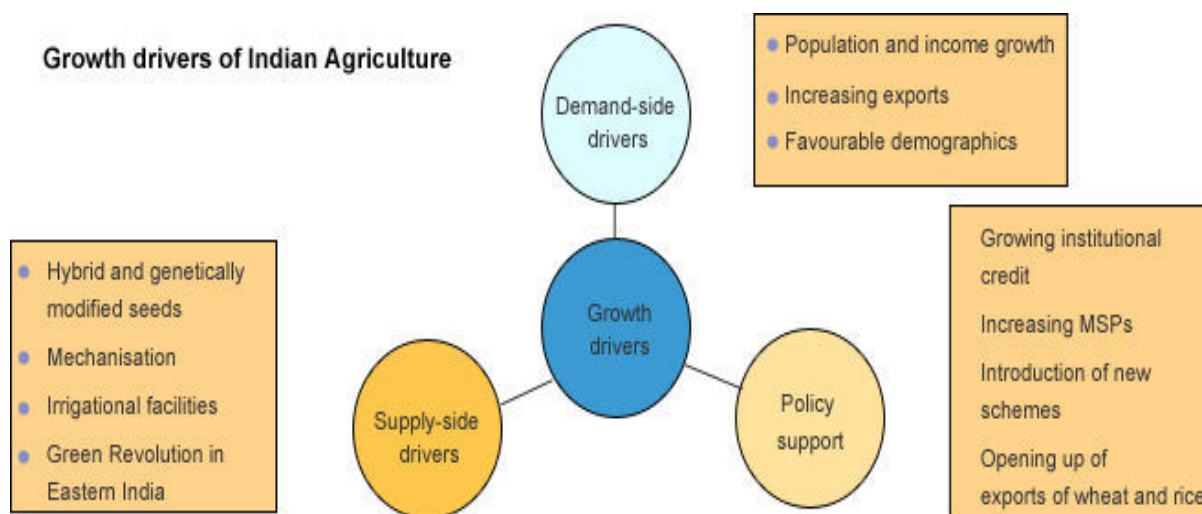 Growth drivers of Indian Agriculture
Demand-side
drivers
Population and income growth
Increasing exports
Favourable demographics
Growth
drivers
Hybrid and genetically
modified seeds
Mechanisation
Irrigational facilities
Green Revolution in
Eastern India
Supply-side
drivers
Policy
support
Growing institutional
credit
Increasing MSPs
Introduction of new
schemes
Opening up of
exports of wheat and rice